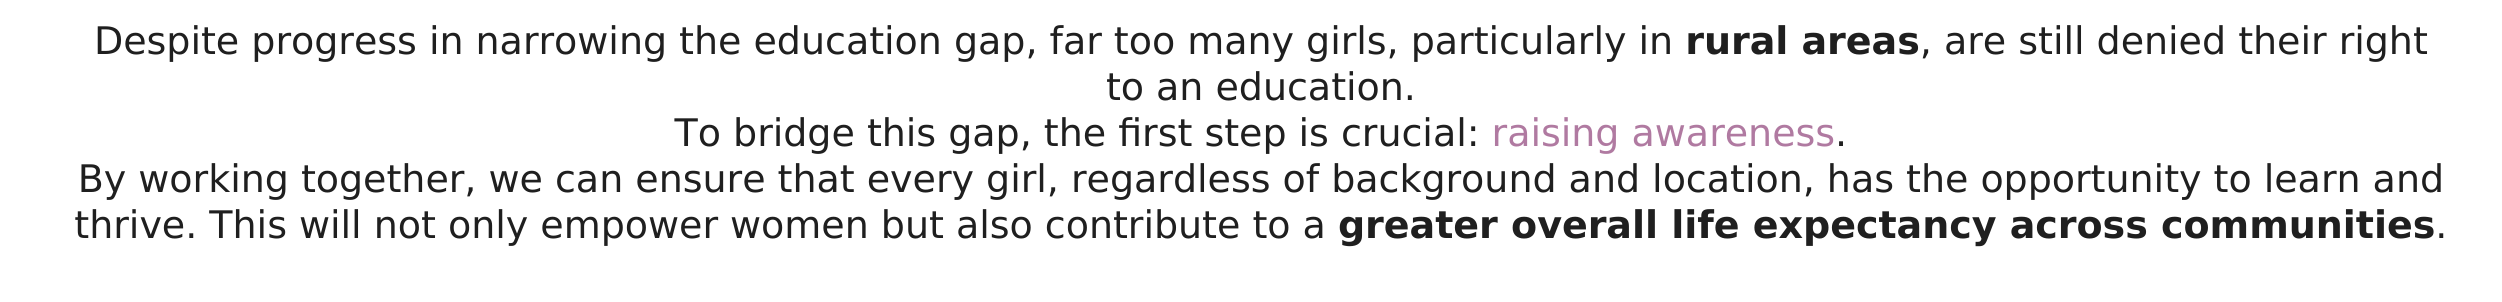 Despite progress in narrowing the education gap, far too many girls, particularly in rural areas, are still denied their right
to an education.
To bridge this gap, the first step is crucial: raising awareness.
By working together, we can ensure that every girl, regardless of background and location, has the opportunity to learn and
thrive. This will not only empower women but also contribute to a greater overall life expectancy across communities.